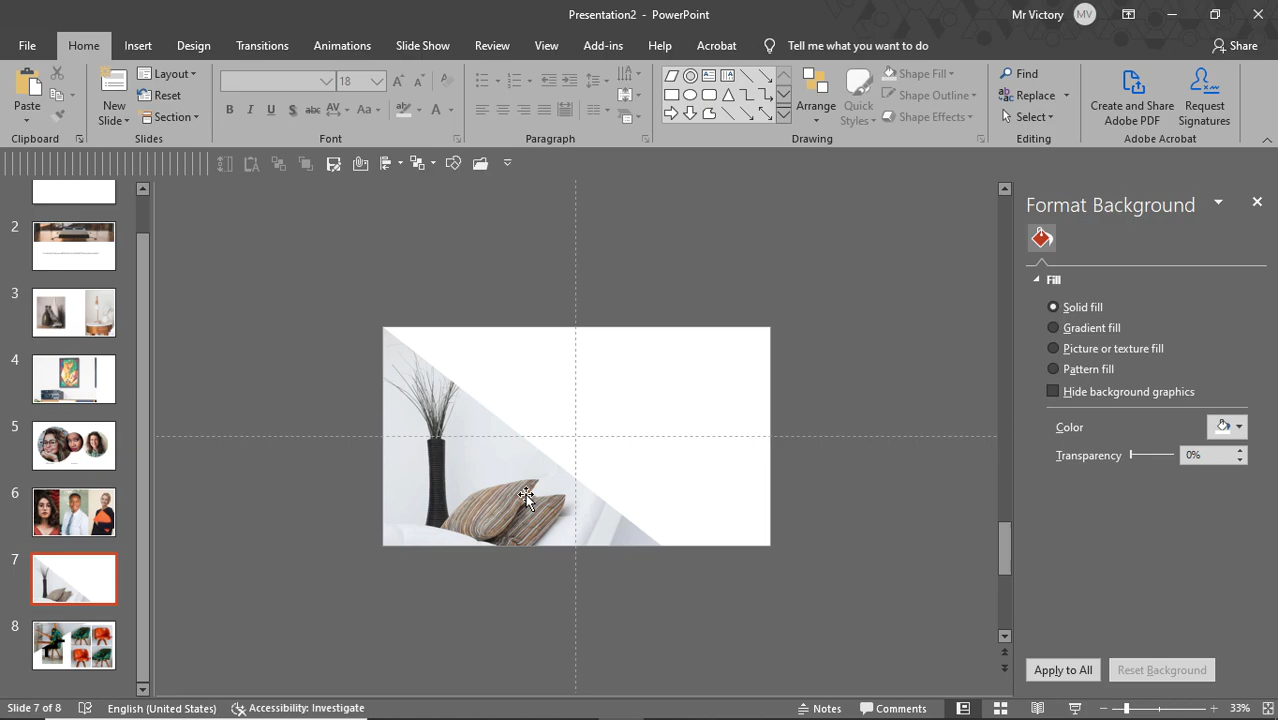 Presentation2 - PowerPoint
Mr Victory MV
File Home Insert Design Transitions Animations Slide Show Review View Add-ins Help Acrobat Tell me what you want to do Share
Paste
Clipboard
New
Slide
Layout
Reset
Section
Slides
18
B I U S abc AV Aa A
Font
Paragraph
Arrange
Quick
Styles
Shape Fill
Shape Outline
Shape Effects
Drawing
Find
Replace
Select
Editing
Create and Share
Adobe PDF
Request
Signatures
Adobe Acrobat
2
3
4
5
6
7
8
Format Background
Fill
Solid fill
Gradient fill
Picture or texture fill
Pattern fill
Hide background graphics
Color
Transparency 0%
Apply to All Reset Background
Slide 7 of 8 English (United States) Accessibility: Investigate Notes Comments 33%